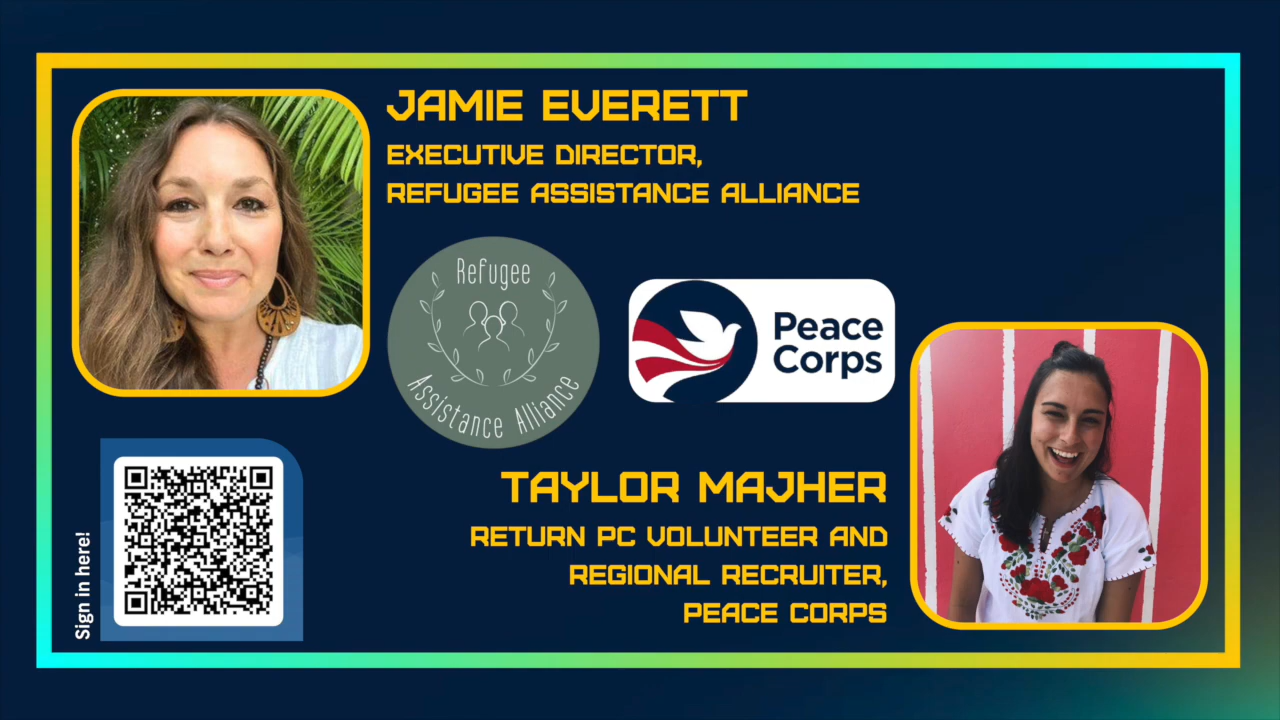 JAMIE EVERETT
EXECUTIVE DIRECTOR,
REFUGEE ASSISTANCE ALLIANCE
Refugee
Assistance Alliance
Peace
Corps
TAYLOR MAJHER
RETURN PC VOLUNTEER AND
REGIONAL RECRUITER,
PEACE CORPS
Sign in here!